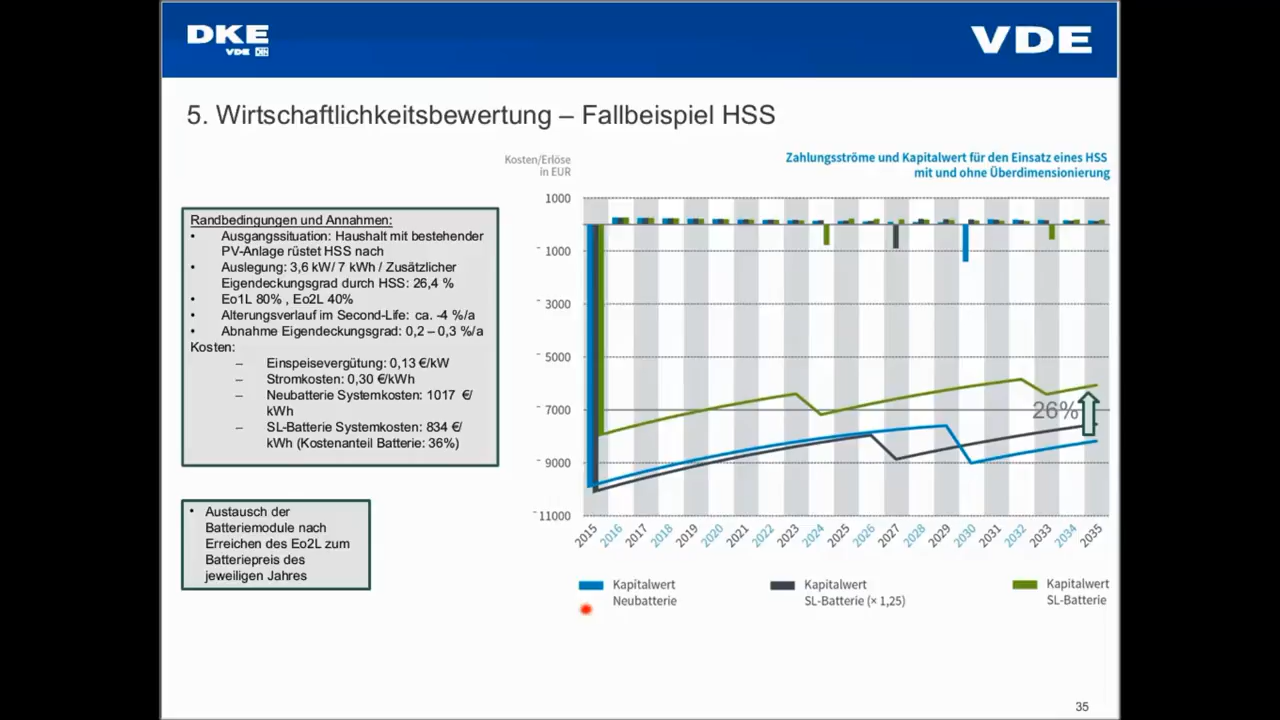 DKE
VDE DIN
VDE
5. Wirtschaftlichkeitsbewertung – Fallbeispiel HSS
Randbedingungen und Annahmen:
• Ausgangssituation: Haushalt mit bestehender
PV-Anlage rüstet HSS nach
• Auslegung: 3,6 kW/ 7 kWh / Zusätzlicher
Eigendeckungsgrad durch HSS: 26,4 %
• Eo1L 80% , Eo2L 40%
• Alterungsverlauf im Second-Life: ca. -4 %/a
• Abnahme Eigendeckungsgrad: 0,2 – 0,3 %/a
Kosten:
– Einspeisevergütung: 0,13 €/kW
– Stromkosten: 0,30 €/kWh
– Neubatterie Systemkosten: 1017 €/
kWh
– SL-Batterie Systemkosten: 834 €/
kWh (Kostenanteil Batterie: 36%)
• Austausch der
Batteriemodule nach
Erreichen des Eo2L zum
Batteriepreis des
jeweiligen Jahres
Kosten/Erlöse
in EUR
Zahlungsströme und Kapitalwert für den Einsatz eines HSS
mit und ohne Überdimensionierung
1000
- 1000
- 3000
- 5000
- 7000
- 9000
- 11000
26%
2015 2016 2017 2018 2019 2020 2021 2022 2023 2024 2025 2026 2027 2028 2029 2030 2031 2032 2033 2034 2035
Kapitalwert
Neubatterie
Kapitalwert
SL-Batterie (× 1,25)
Kapitalwert
SL-Batterie
35